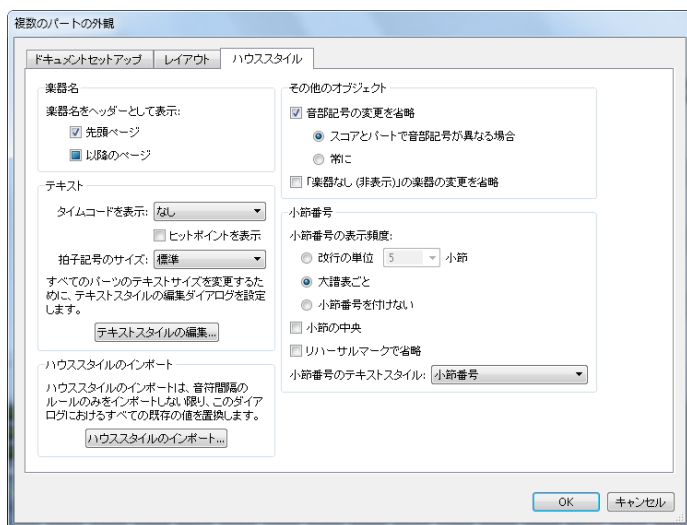 複数のパートの外観
ドキュメントセットアップ
レイアウト
ハウススタイル
楽器名
楽器名をヘッダーとして表示:
先頭ページ
以降のページ
テキスト
タイムコードを表示: なし
ヒットポイントを表示
拍子記号のサイズ: 標準
すべてのパーツのテキストサイズを変更するた
めに、テキストスタイルの編集ダイアログを設定
します。
テキストスタイルの編集...
ハウススタイルのインポート
ハウススタイルのインポートは、音符間隔の
ルールのみをインポートしない限り、このダイア
ログにおけるすべての既存の値を置換します。
ハウススタイルのインポート...
その他のオブジェクト
音部記号の変更を省略
スコアとパートで音部記号が異なる場合
常に
「楽器なし (非表示)」の楽器の変更を省略
小節番号
小節番号の表示頻度:
改行の単位 5 小節
大譜表ごと
小節番号を付けない
小節の中央
リハーサルマークで省略
小節番号のテキストスタイル: 小節番号
OK
キャンセル